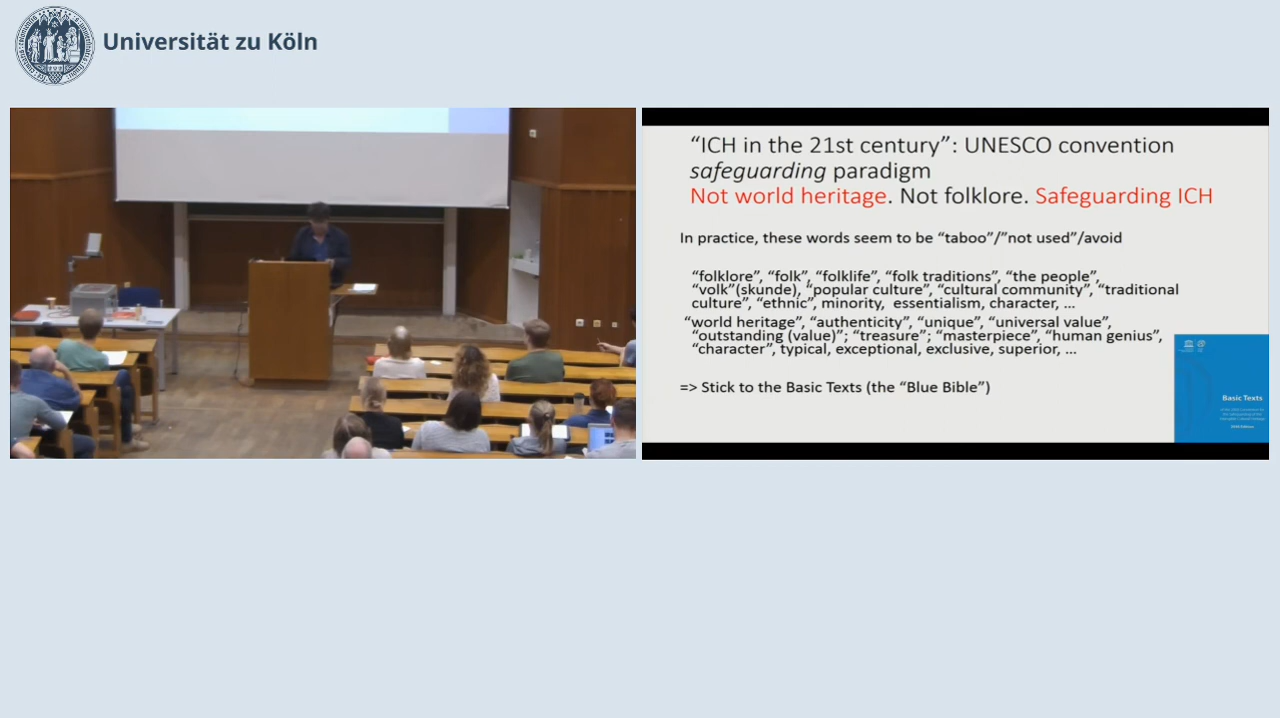 Universität zu Köln
“ICH in the 21st century”: UNESCO convention
safeguarding paradigm
Not world heritage. Not folklore. Safeguarding ICH
In practice, these words seem to be “taboo”/”not used”/avoid
“folklore”, “folk”, “folklife”, “folk traditions”, “the people”,
“volk”(skunde), “popular culture”, “cultural community”, “traditional
culture”, “ethnic”, minority,  essentialism, character, ...
“world heritage”, “authenticity”, “unique”, “universal value”,
“outstanding (value)”; “treasure”; “masterpiece”, “human genius”,
“character”, typical, exceptional, exclusive, superior, ...
=> Stick to the Basic Texts (the “Blue Bible”)
Basic Texts